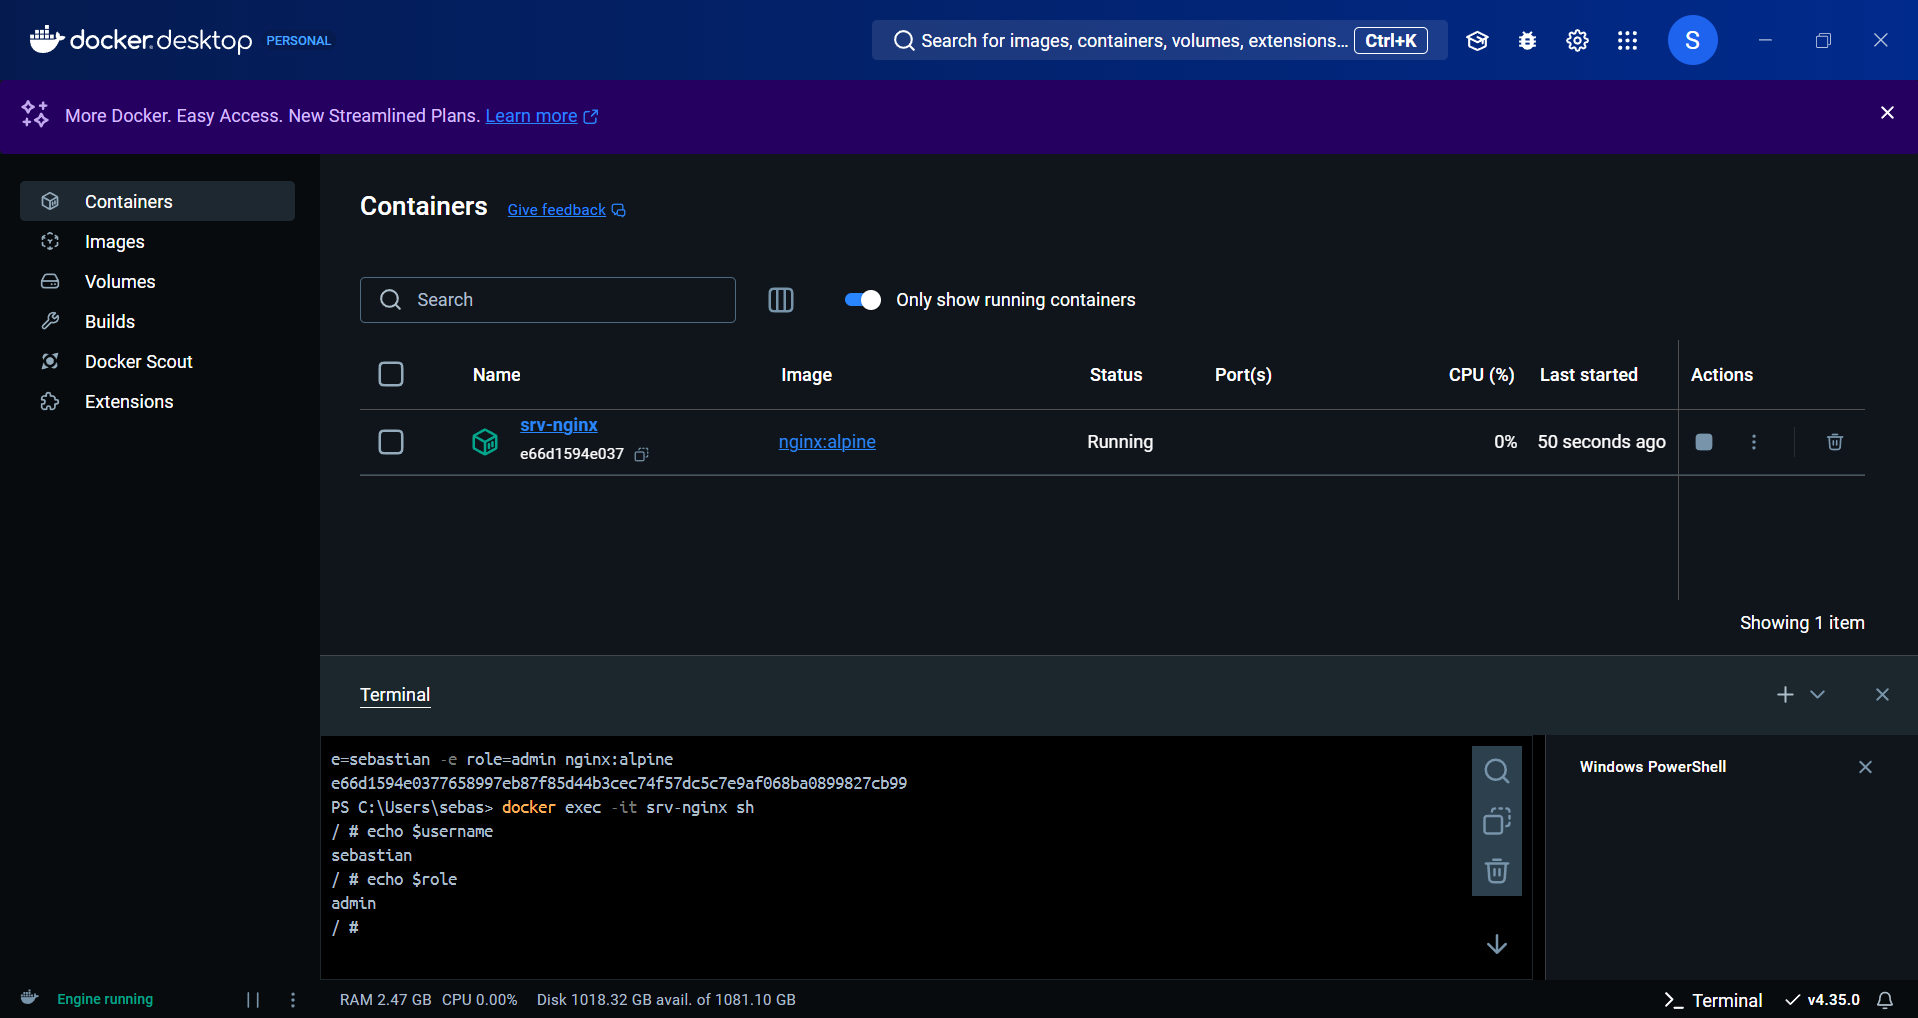 docker.desktop PERSONAL
Search for images, containers, volumes, extensions... Ctrl+K
S
More Docker. Easy Access. New Streamlined Plans. Learn more
Containers
Images
Volumes
Builds
Docker Scout
Extensions
Containers Give feedback
Search
Only show running containers
Name Image Status Port(s) CPU (%) Last started Actions
srv-nginx
e66d1594e037
nginx:alpine Running 0% 50 seconds ago
Showing 1 item
Terminal
e=sebastian -e role=admin nginx:alpine
e66d1594e0377658997eb87f85d44b3cec74f57dc5c7e9af068ba0899827cb99
PS C:\Users\sebas> docker exec -it srv-nginx sh
/ # echo $username
sebastian
/ # echo $role
admin
/ #
Windows PowerShell
Engine running
RAM 2.47 GB CPU 0.00% Disk 1018.32 GB avail. of 1081.10 GB
>_ Terminal v4.35.0